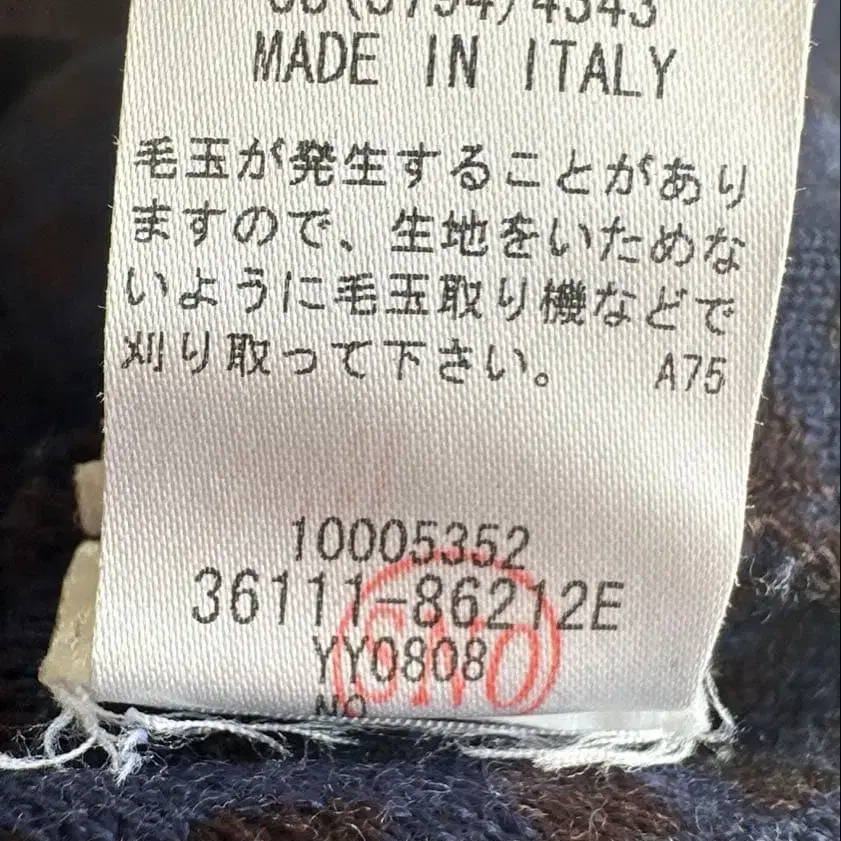 MADE IN ITALY
毛玉が発生することがあり
ますので、生地をいためな
いように毛玉取り機などで
刈り取って下さい。 A75
10005352
36111-86212E
YY0808
NO